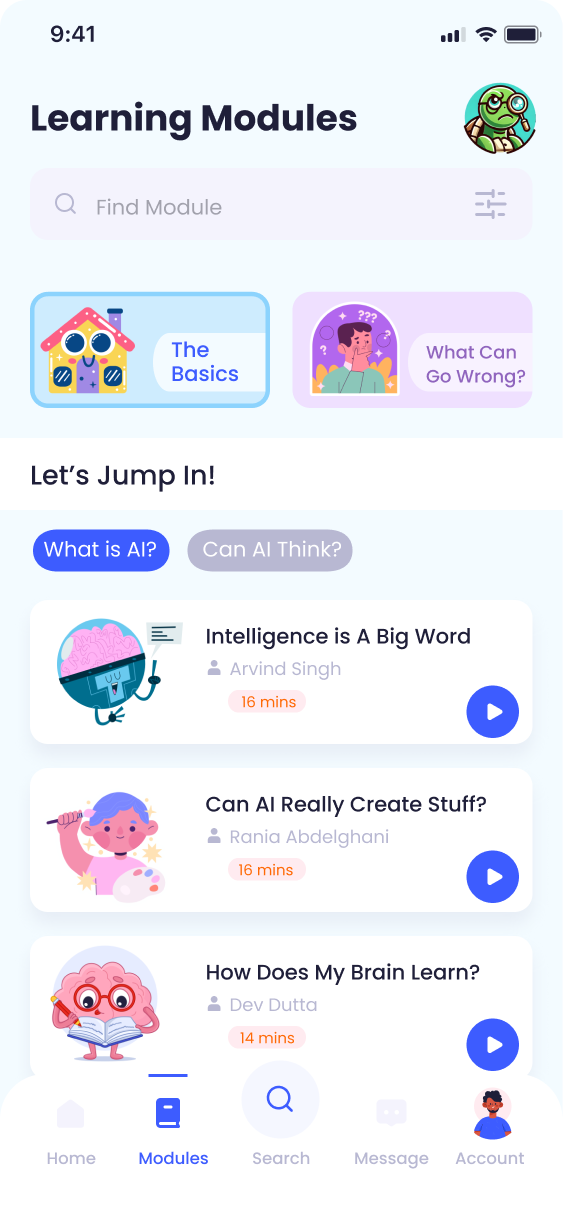 9:41
Learning Modules
Find Module
The
Basics
???
?
?
What Can
Go Wrong?
Let's Jump In!
What is AI?
Can AI Think?
Intelligence is A Big Word
Arvind Singh
16 mins
Can AI Really Create Stuff?
Rania Abdelghani
16 mins
How Does My Brain Learn?
Dev Dutta
14 mins
Home
Modules
Search
Message
Account